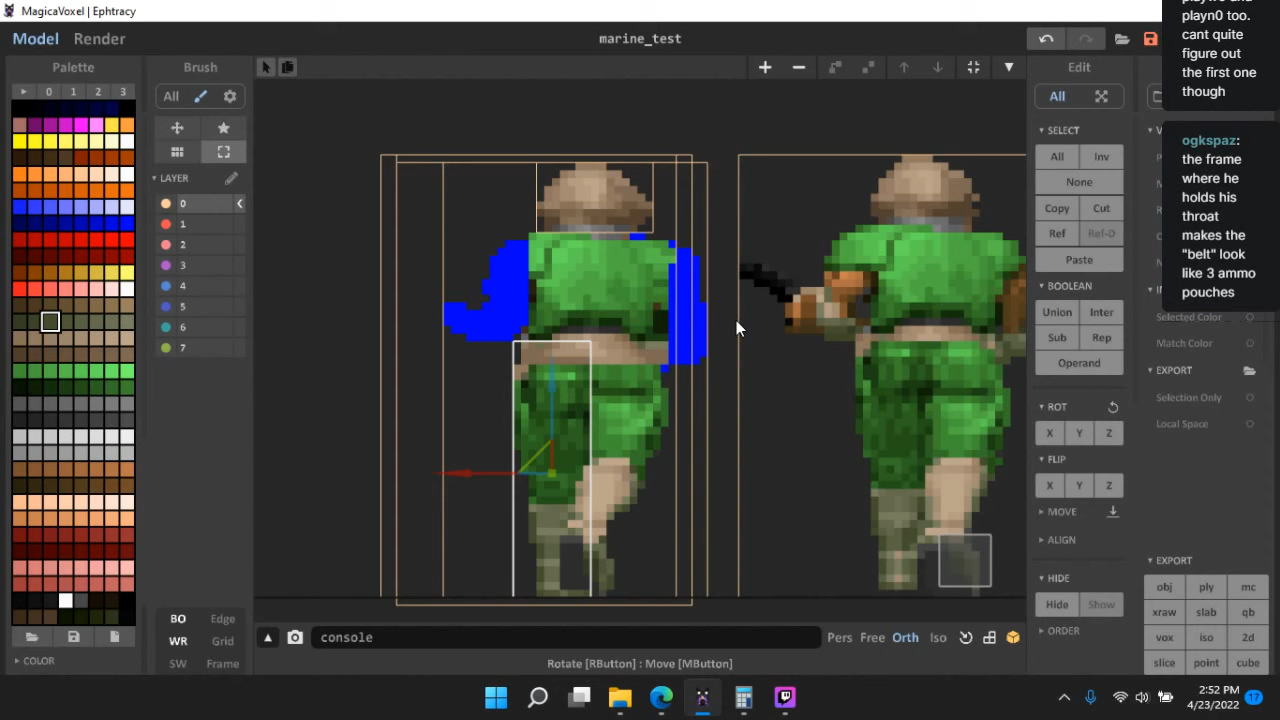 MagicaVoxel | Ephtracy
Model Render
marine_test
playn0 too.
cant quite
figure out
the first one
though
Palette
Brush
Edit
0 1 2 3
All
All
LAYER
0
1
2
3
4
5
6
7
SELECT
All Inv
None
Copy Cut
Ref Ref-D
Paste
BOOLEAN
Union Inter
Sub Rep
Operand
ROT
X Y Z
FLIP
X Y Z
MOVE
ALIGN
HIDE
Hide Show
ORDER
ogkspaz:
the frame
where he
holds his
throat
makes the
"belt" look
like 3 ammo
pouches
Selected Color
Match Color
EXPORT
Selection Only
Local Space
EXPORT
obj ply mc
xraw slab qb
vox iso 2d
slice point cube
BO Edge
WR Grid
SW Frame
COLOR
console
Pers Free Orth Iso
Rotate [RButton] : Move [MButton]
2:52 PM
4/23/2022
17